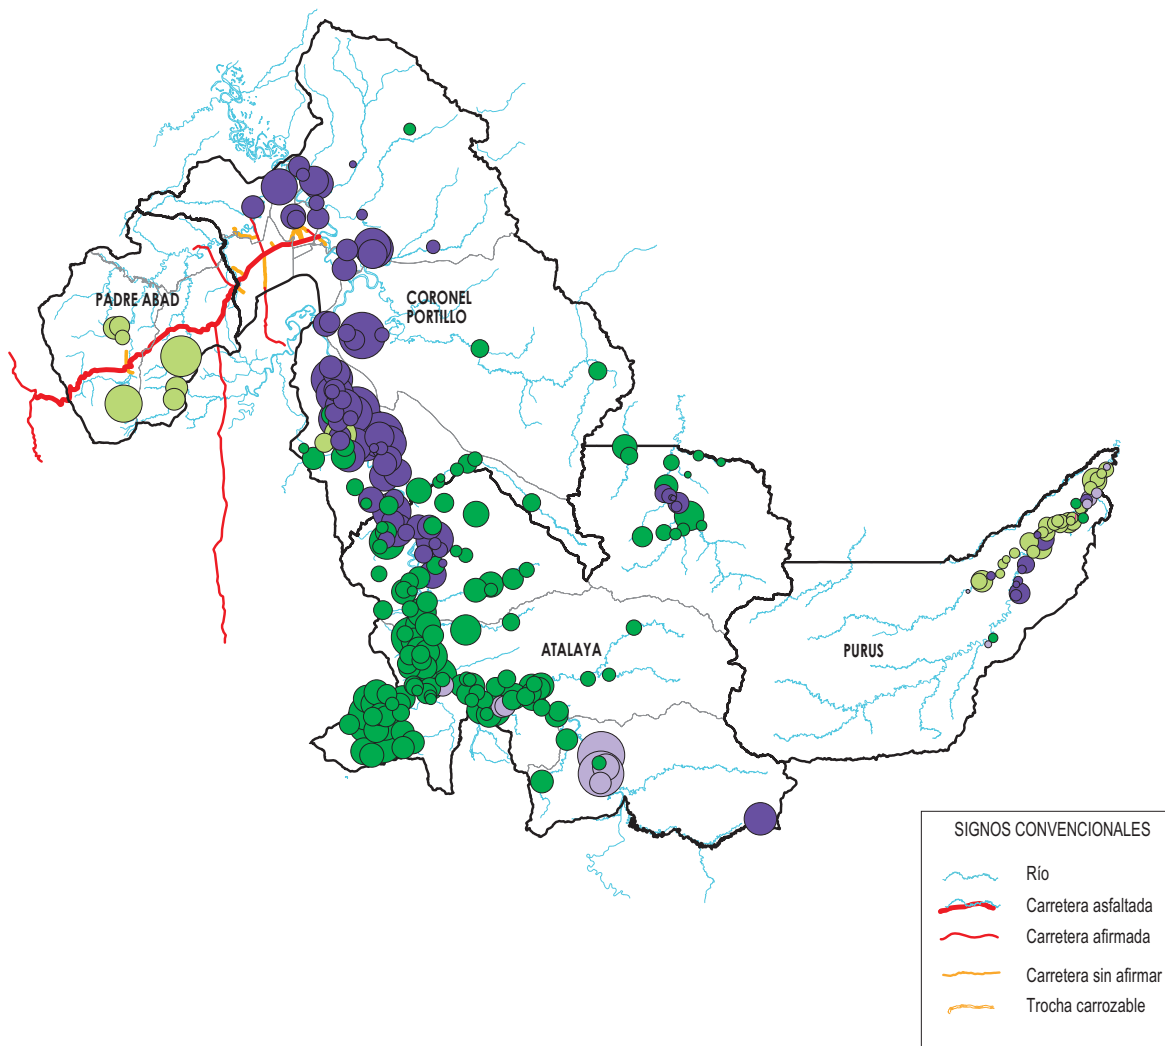 PADRE ABAD
CORONEL
PORTILLO
ATALAYA
PURUS
SIGNOS CONVENCIONALES
Río
Carretera asfaltada
Carretera afirmada
Carretera sin afirmar
Trocha carrozable